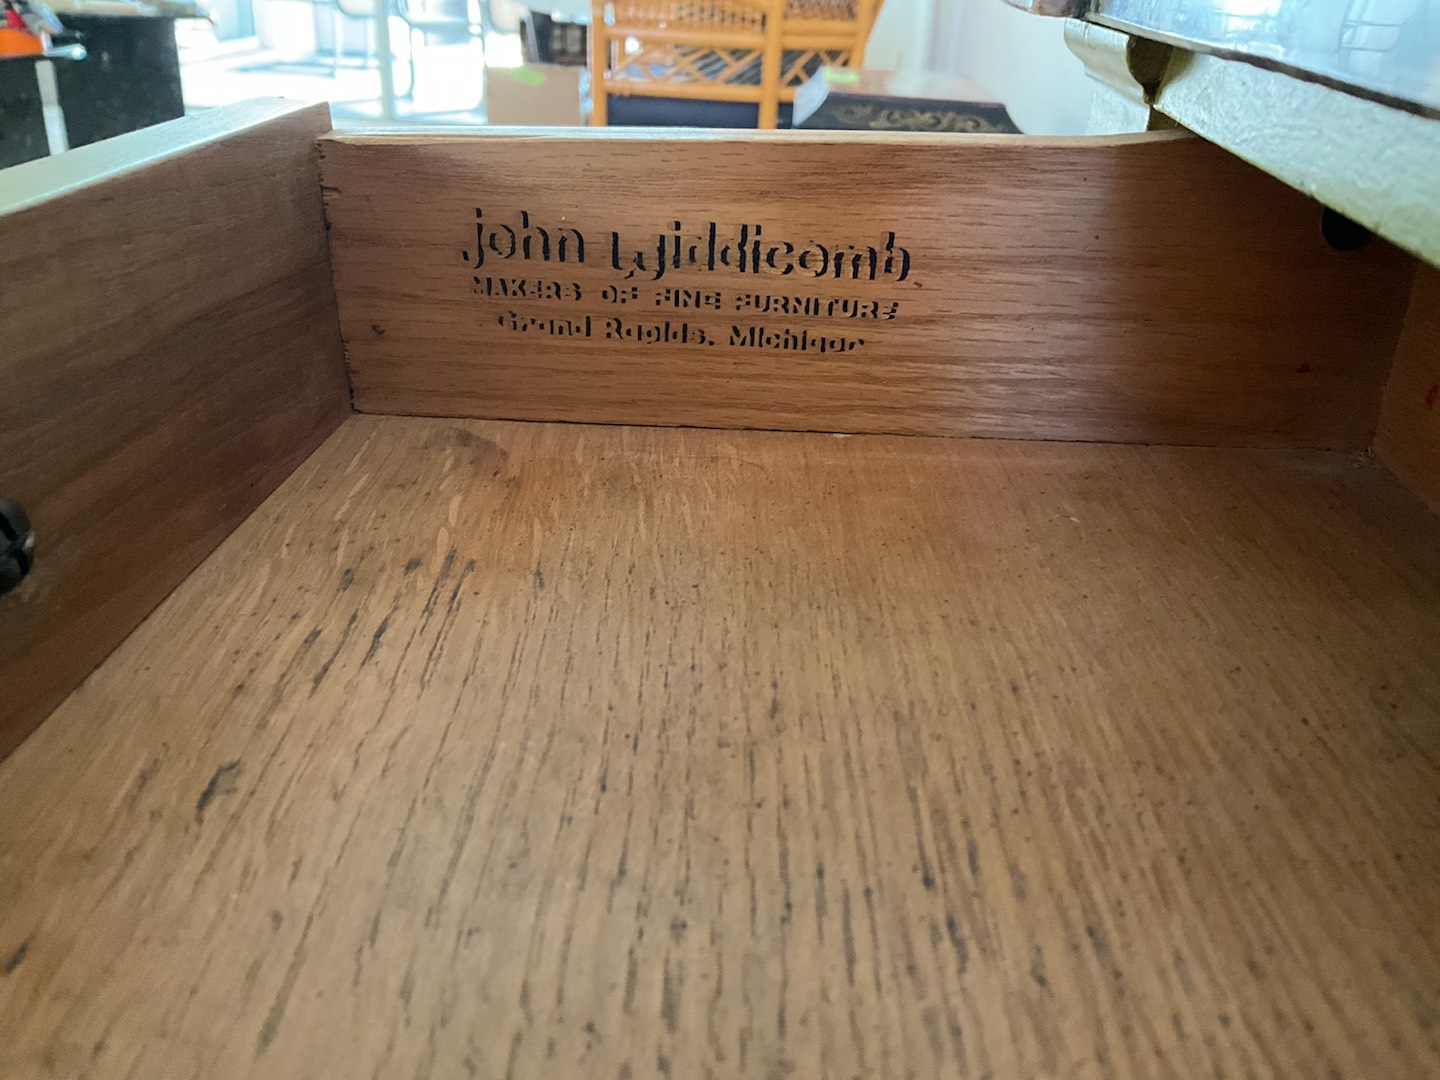 john widdicomb
MAKERS OF FINE FURNITURE
Grand Rapids, Michigan